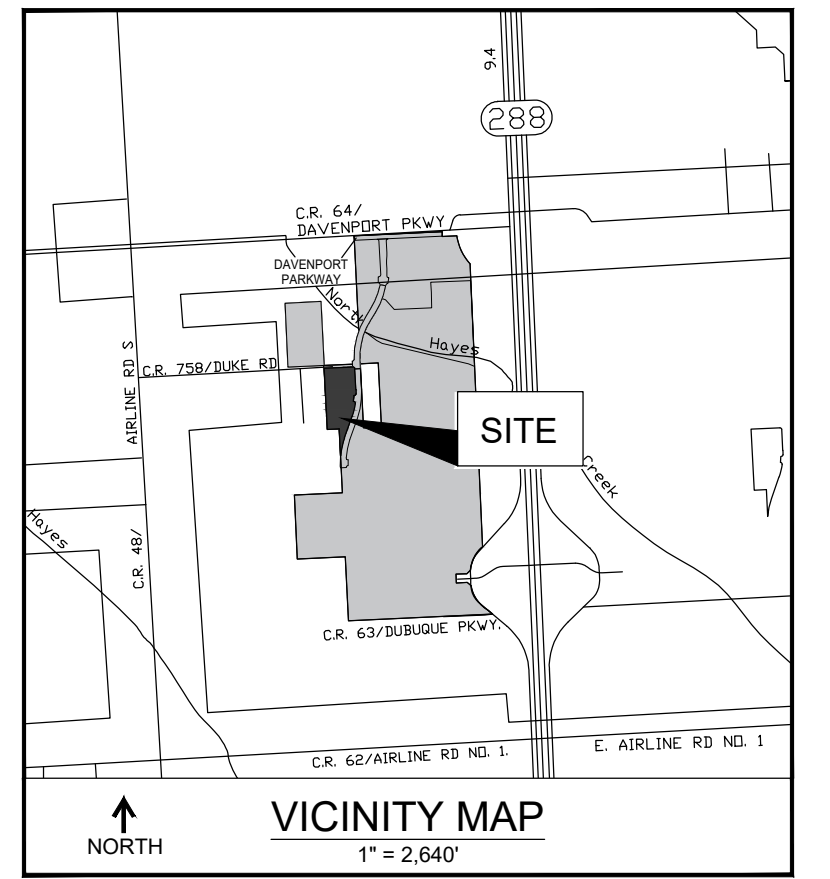 9.4
288
C.R. 64/
DAVENPORT PKWY
DAVENPORT
PARKWAY
North
Hayes
C.R. 758/DUKE RD
AIRLINE RD S
SITE
Creek
Hayes
C.R. 48/
C.R. 63/DUBUQUE PKWY.
C.R. 62/AIRLINE RD NO. 1.
E. AIRLINE RD NO. 1
NORTH
VICINITY MAP
1" = 2,640'